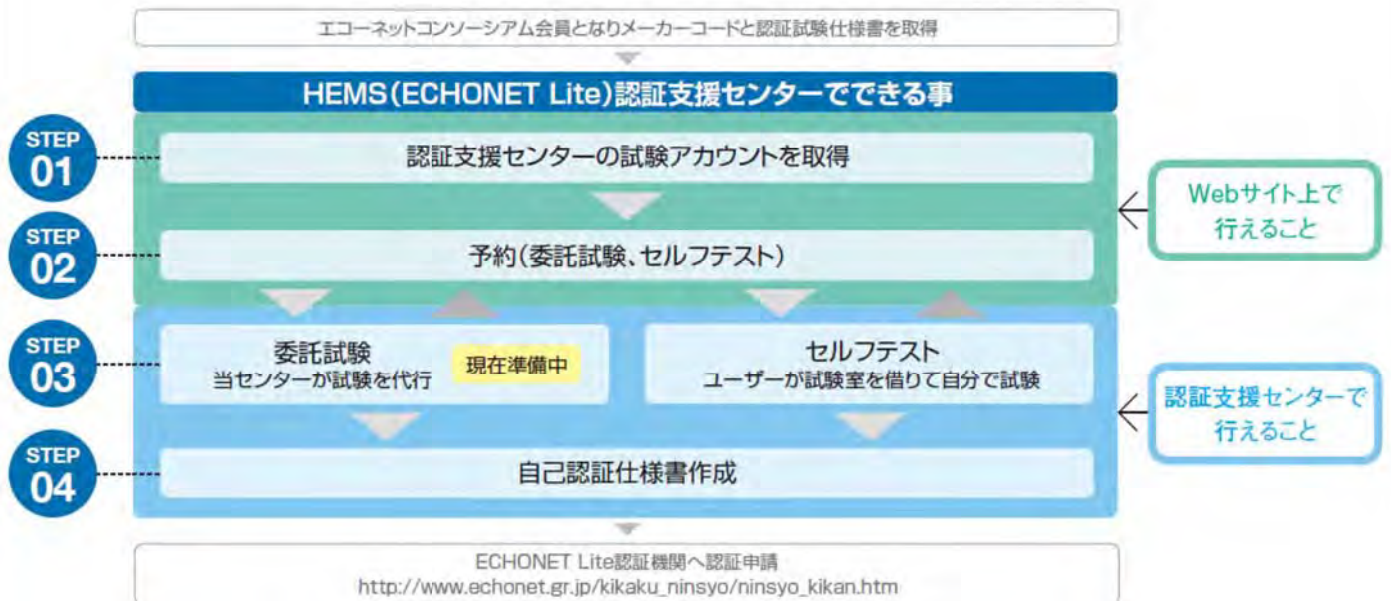 エコーネットコンソーシアム会員となりメーカーコードと認証試験仕様書を取得
HEMS(ECHONET Lite)認証支援センターでできる事
STEP
01
認証支援センターの試験アカウントを取得
Webサイト上で
行えること
STEP
02
予約(委託試験、セルフテスト)
STEP
03
委託試験
当センターが試験を代行
現在準備中
セルフテスト
ユーザーが試験室を借りて自分で試験
認証支援センターで
行えること
STEP
04
自己認証仕様書作成
ECHONET Lite認証機関へ認証申請
http://www.echonet.gr.jp/kikaku_ninsyo/ninsyo_kikan.htm